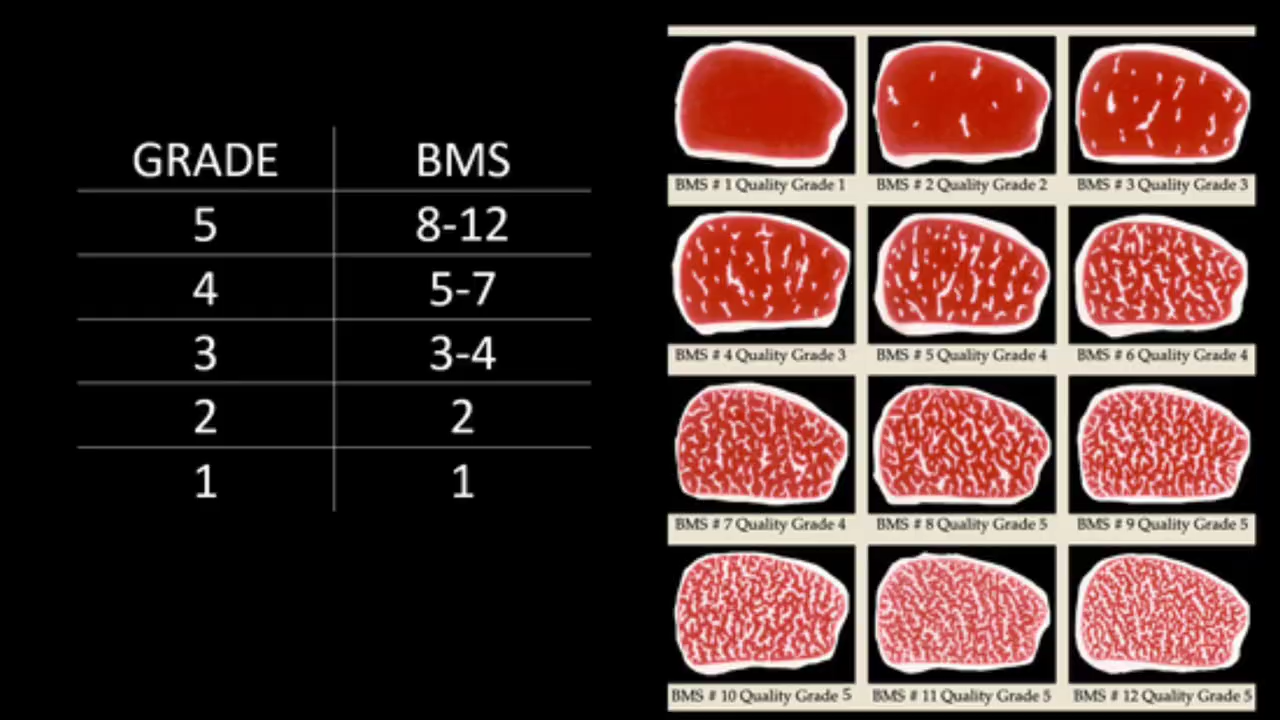 GRADE BMS
5 8-12
4 5-7
3 3-4
2 2
1 1
BMS # 1 Quality Grade 1
BMS # 2 Quality Grade 2
BMS # 3 Quality Grade 3
BMS # 4 Quality Grade 3
BMS # 5 Quality Grade 4
BMS # 6 Quality Grade 4
BMS # 7 Quality Grade 4
BMS # 8 Quality Grade 5
BMS # 9 Quality Grade 5
BMS # 10 Quality Grade 5
BMS # 11 Quality Grade 5
BMS # 12 Quality Grade 5